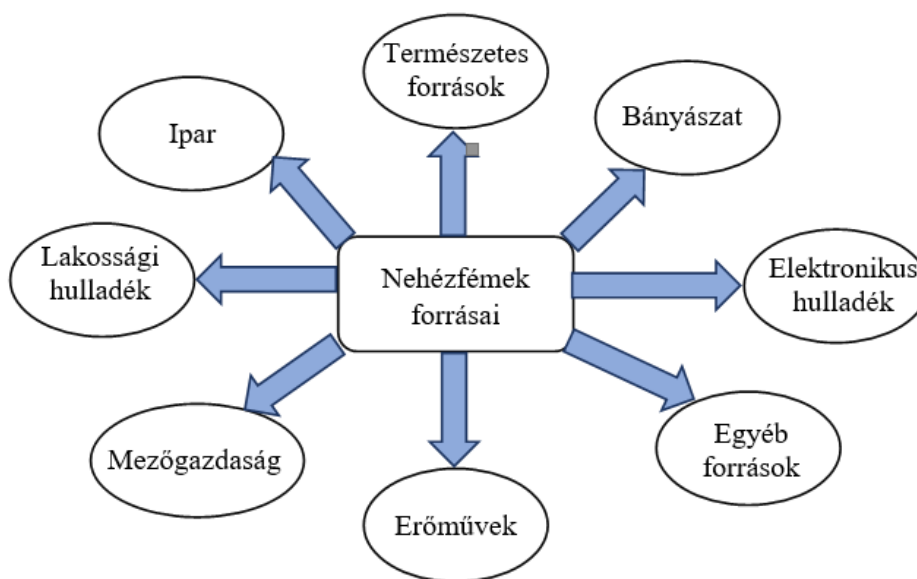 Természetes
források
Bányászat
Ipar
Lakossági
hulladék
Nehézfémek
forrásai
Elektronikus
hulladék
Mezőgazdaság
Egyéb
források
Erőművek